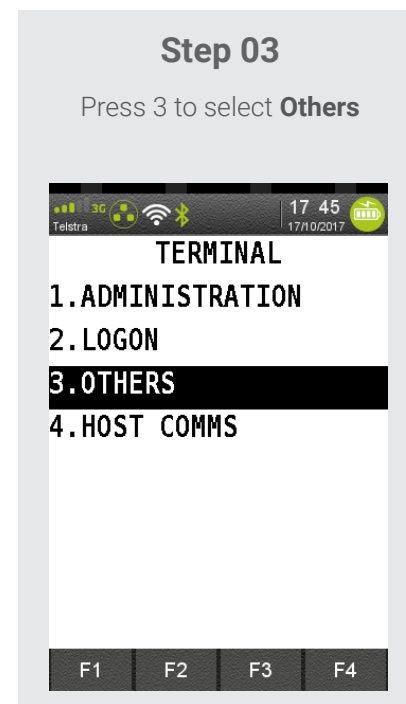 Step 03
Press 3 to select Others
3G
17 45
Telstra
17/10/2017
TERMINAL
1.ADMINISTRATION
2.LOGON
3.OTHERS
4.HOST COMMS
F1 F2 F3 F4